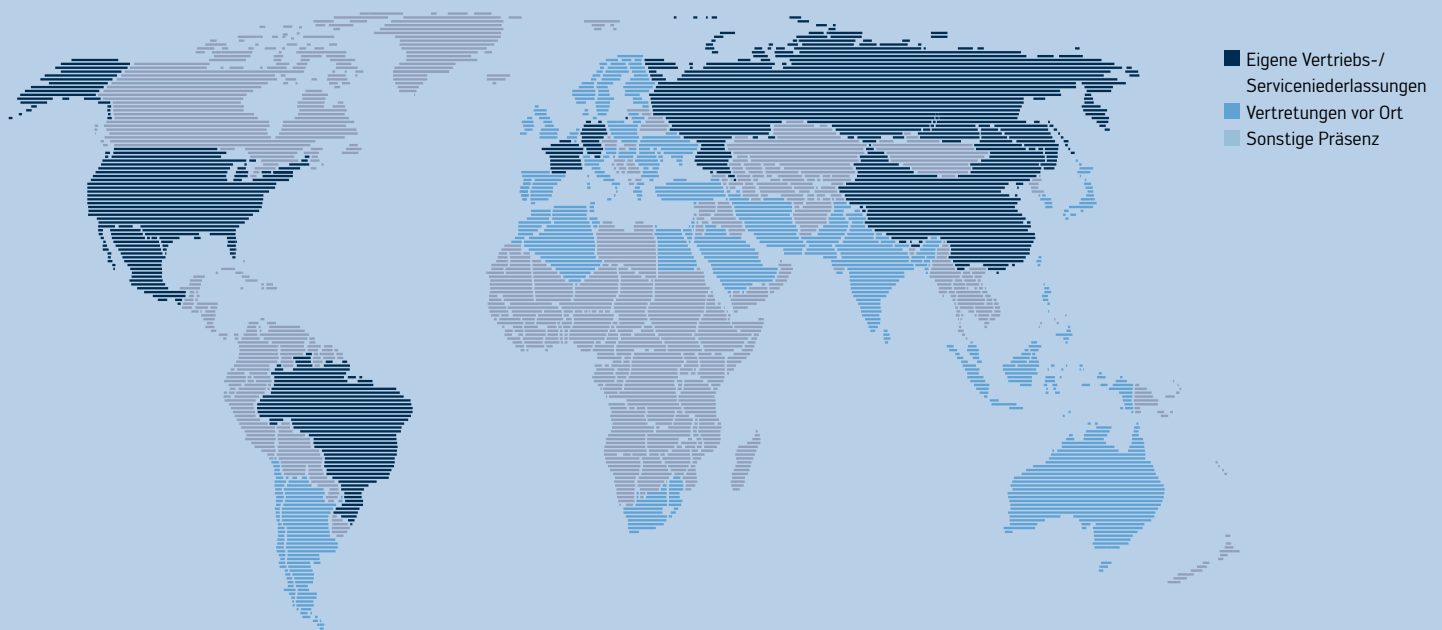 Eigene Vertriebs-/
Serviceniederlassungen
Vertretungen vor Ort
Sonstige Präsenz